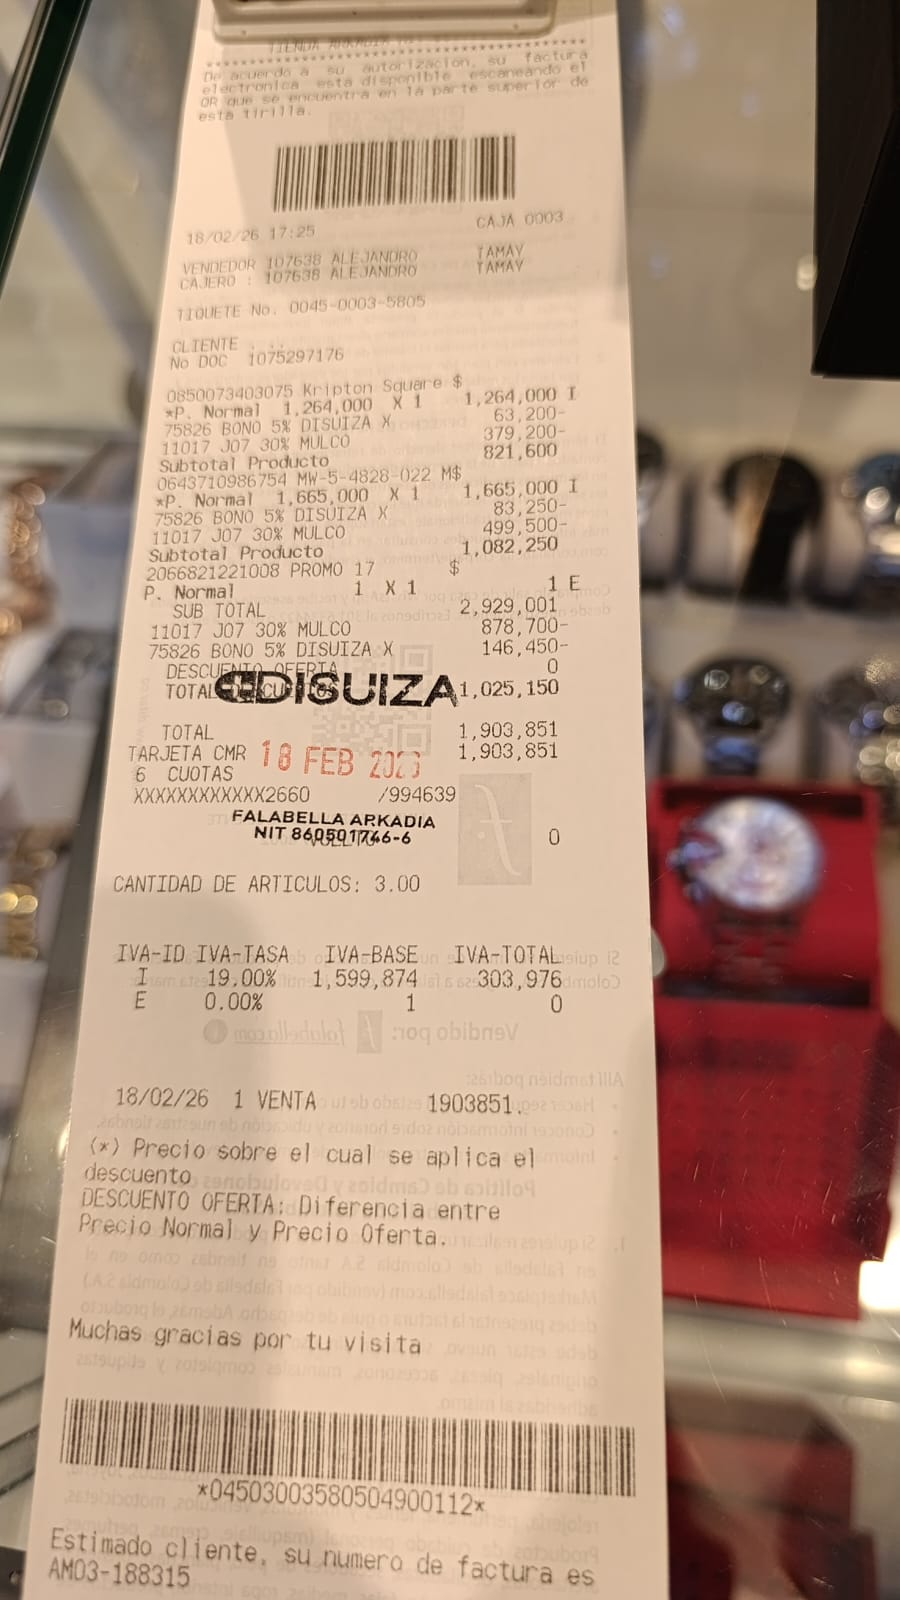 TIENDA ARKADIA
De acuerdo a su autorizacion, su factura
electronica esta disponible escaneando el
QR que se encuentra en la parte superior de
esta tirilla.
18/02/26 17:25 CAJA 0003
VENDEDOR 107638 ALEJANDRO TAMAY
CAJERO : 107638 ALEJANDRO TAMAY
TIQUETE No. 0045-0003-5805
CLIENTE . ..
No DOC 1075297176
0850073403075 Kripton Square $
*P. Normal 1,264,000 X 1 1,264,000 I
75826 BONO 5% DISUIZA X 63,200-
11017 J07 30% MULCO 379,200-
Subtotal Producto 821,600
0643710986754 MW-5-4828-022 M$
*P. Normal 1,665,000 X 1 1,665,000 I
75826 BONO 5% DISUIZA X 83,250-
11017 J07 30% MULCO 499,500-
Subtotal Producto 1,082,250
2066821221008 PROMO 17 $
P. Normal 1 X 1 1 E
SUB TOTAL 2,929,001
11017 J07 30% MULCO 878,700-
75826 BONO 5% DISUIZA X 146,450-
DESCUENTO OFERTA 0
TOTAL 1,025,150
DISUIZA
TOTAL 1,903,851
TARJETA CMR 1,903,851
18 FEB 2026
6 CUOTAS
XXXXXXXXXXXX2660 /994639
FALABELLA ARKADIA
NIT 860501746-6
0
CANTIDAD DE ARTICULOS: 3.00
IVA-ID IVA-TASA IVA-BASE IVA-TOTAL
I 19.00% 1,599,874 303,976
E 0.00% 1 0
18/02/26 1 VENTA 1903851.
(*) Precio sobre el cual se aplica el
descuento
DESCUENTO OFERTA: Diferencia entre
Precio Normal y Precio Oferta.
Muchas gracias por tu visita
*04503003580504900112*
Estimado cliente, su numero de factura es
AM03-188315